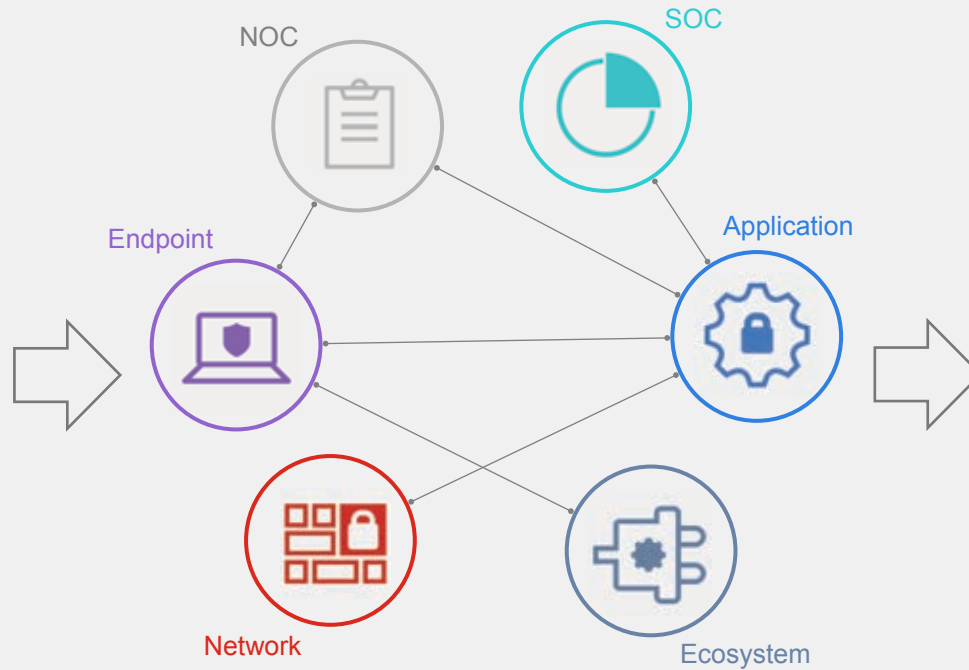 NOC
SOC
Endpoint
Application
Network
Ecosystem